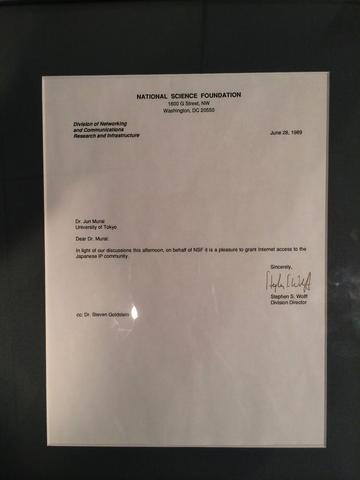 NATIONAL SCIENCE FOUNDATION
1800 G Street, NW
Washington, DC 20550
Division of Networking
and Communications
Research and Infrastructure
June 28, 1989
Dr. Jun Murai
University of Tokyo
Dear Dr. Murai:
In light of our discussions this afternoon, on behalf of NSF it is a pleasure to grant Internet access to the
Japanese IP community.
Sincerely,
Stephen S. Wolff
Stephen S. Wolff
Division Director
cc: Dr. Steven Goldstein